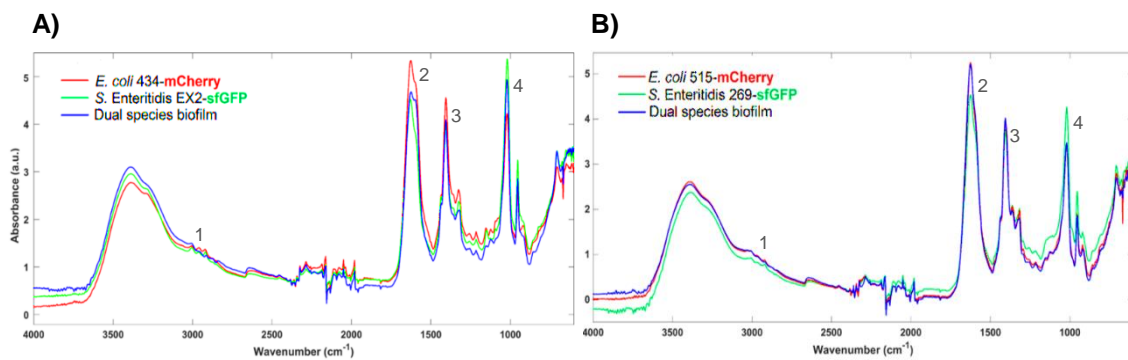 A)
B)
E. coli 434-mCherry
S. Enteritidis EX2-sfGFP
Dual species biofilm
1
2
3
4
5
4
3
2
1
0
4000 3500 3000 2500 2000 1500 1000
Absorbance (a.u.)
Wavenumber (cm⁻¹)
E. coli 515-mCherry
S. Enteritidis 269-sfGFP
Dual species biofilm
1
2
3
4
5
4
3
2
1
0
4000 3500 3000 2500 2000 1500 1000
Wavenumber (cm⁻¹)